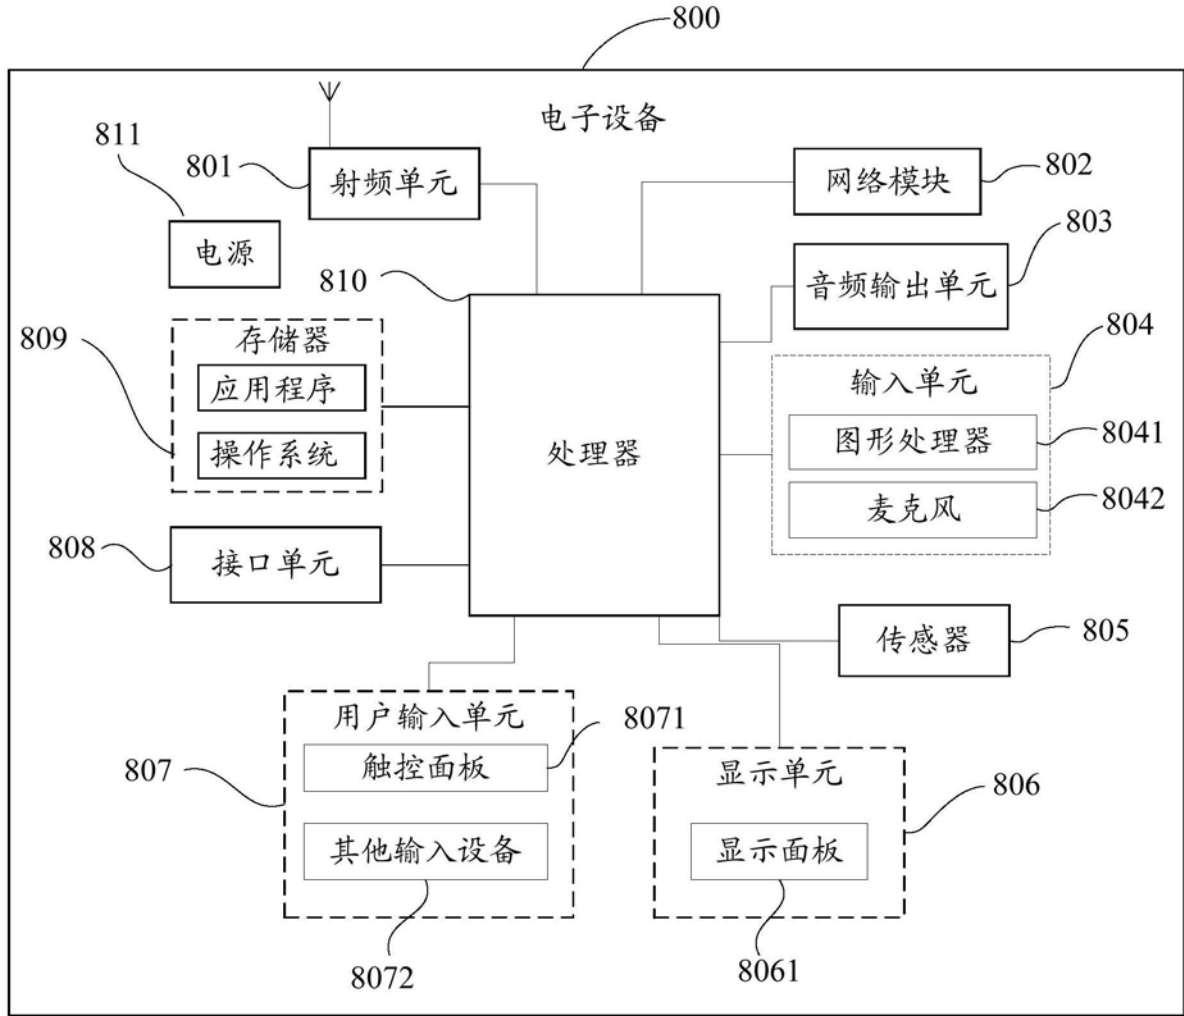 800
电子设备
811
801
射频单元
网络模块
802
电源
803
音频输出单元
810
809
存储器
应用程序
操作系统
处理器
804
输入单元
图形处理器
8041
麦克风
8042
808
接口单元
传感器
805
用户输入单元
8071
触控面板
807
其他输入设备
8072
显示单元
806
显示面板
8061